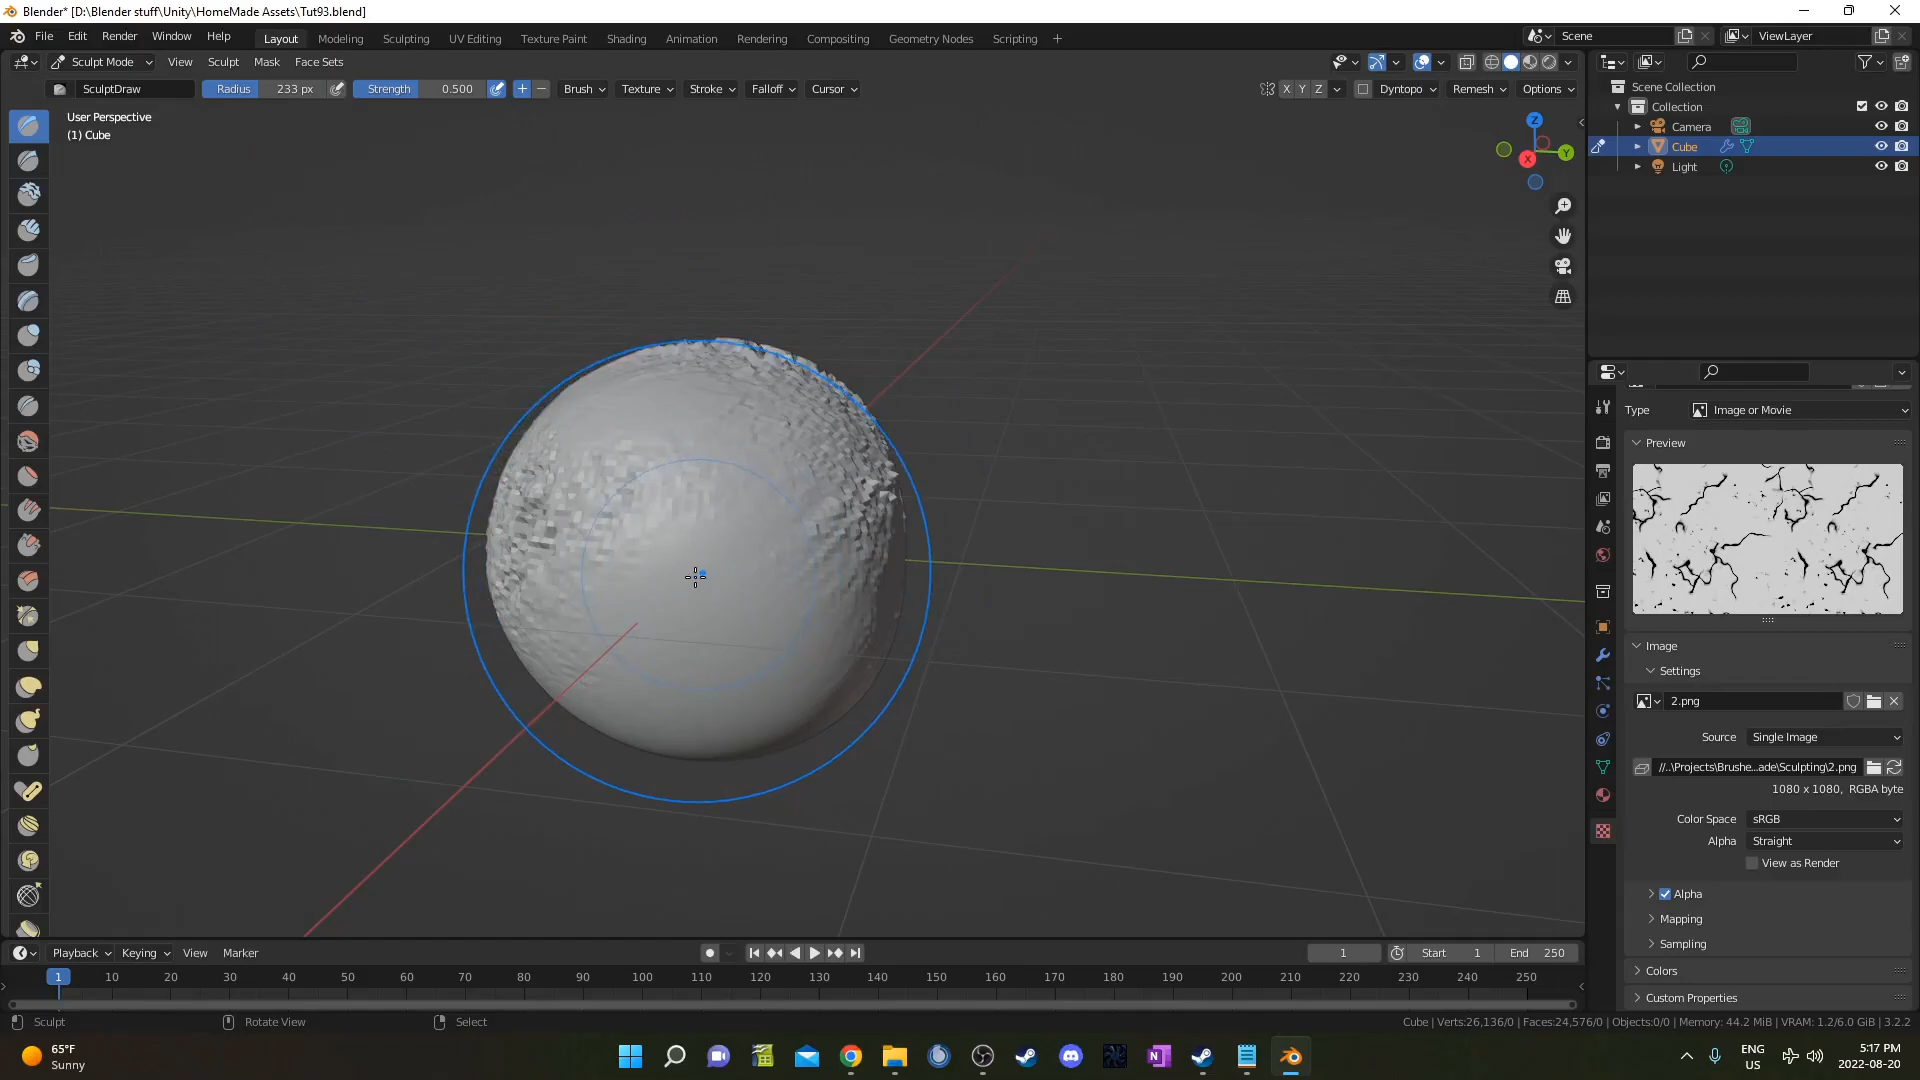 Blender* [D:\Blender stuff\Unity\HomeMade Assets\Tut93.blend]
File Edit Render Window Help Layout Modeling Sculpting UV Editing Texture Paint Shading Animation Rendering Compositing Geometry Nodes Scripting + Scene ViewLayer
Sculpt Mode View Sculpt Mask Face Sets
SculptDraw Radius 233 px Strength 0.500 + − Brush Texture Stroke Falloff Cursor X Y Z Dyntopo Remesh Options
User Perspective
(1) Cube
Z
Y
X
Scene Collection
Collection
Camera
Cube
Light
Type Image or Movie
Preview
Image
Settings
2.png
Source Single Image
//..\Projects\Brushe...ade\Sculpting\2.png
1080 x 1080, RGBA byte
Color Space sRGB
Alpha Straight
View as Render
Alpha
Mapping
Sampling
Colors
Custom Properties
Playback Keying View Marker 1 Start 1 End 250
1 10 20 30 40 50 60 70 80 90 100 110 120 130 140 150 160 170 180 190 200 210 220 230 240 250
Sculpt Rotate View Select Cube | Verts:26,136/0 | Faces:24,576/0 | Objects:0/0 | Memory: 44.2 MiB | VRAM: 1.2/6.0 GiB | 3.2.2
65°F
Sunny
ENG
US
5:17 PM
2022-08-20